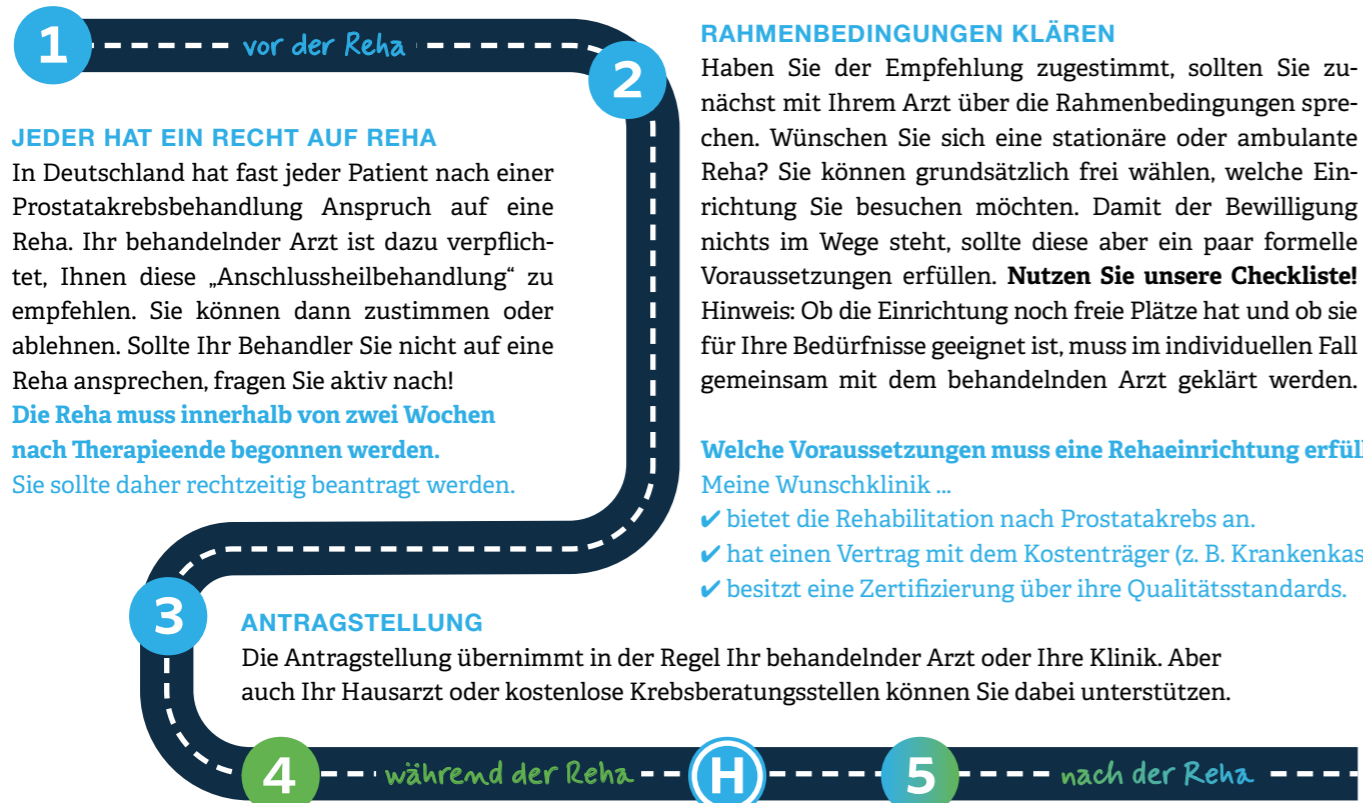 1
vor der Reha
2
JEDER HAT EIN RECHT AUF REHA
In Deutschland hat fast jeder Patient nach einer
Prostatakrebsbehandlung Anspruch auf eine
Reha. Ihr behandelnder Arzt ist dazu verpflich-
tet, Ihnen diese „Anschlussheilbehandlung“ zu
empfehlen. Sie können dann zustimmen oder
ablehnen. Sollte Ihr Behandler Sie nicht auf eine
Reha ansprechen, fragen Sie aktiv nach!
Die Reha muss innerhalb von zwei Wochen
nach Therapieende begonnen werden.
Sie sollte daher rechtzeitig beantragt werden.
RAHMENBEDINGUNGEN KLÄREN
Haben Sie der Empfehlung zugestimmt, sollten Sie zu-
nächst mit Ihrem Arzt über die Rahmenbedingungen spre-
chen. Wünschen Sie sich eine stationäre oder ambulante
Reha? Sie können grundsätzlich frei wählen, welche Ein-
richtung Sie besuchen möchten. Damit der Bewilligung
nichts im Wege steht, sollte diese aber ein paar formelle
Voraussetzungen erfüllen. Nutzen Sie unsere Checkliste!
Hinweis: Ob die Einrichtung noch freie Plätze hat und ob sie
für Ihre Bedürfnisse geeignet ist, muss im individuellen Fall
gemeinsam mit dem behandelnden Arzt geklärt werden.
Welche Voraussetzungen muss eine Rehaeinrichtung erfüll
Meine Wunschklinik ...
✔ bietet die Rehabilitation nach Prostatakrebs an.
✔ hat einen Vertrag mit dem Kostenträger (z. B. Krankenkas
✔ besitzt eine Zertifizierung über ihre Qualitätsstandards.
3
ANTRAGSTELLUNG
Die Antragstellung übernimmt in der Regel Ihr behandelnder Arzt oder Ihre Klinik. Aber
auch Ihr Hausarzt oder kostenlose Krebsberatungsstellen können Sie dabei unterstützen.
4
während der Reha
H
5
nach der Reha